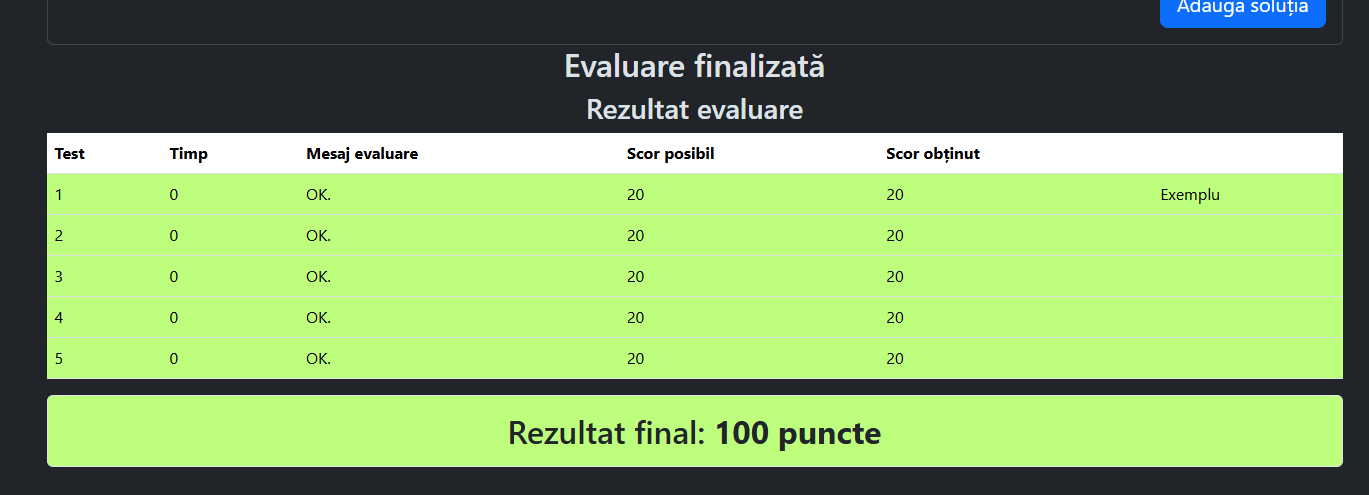 Adaugă soluția
Evaluare finalizată
Rezultat evaluare
Test Timp Mesaj evaluare Scor posibil Scor obținut
1 0 OK. 20 20 Exemplu
2 0 OK. 20 20
3 0 OK. 20 20
4 0 OK. 20 20
5 0 OK. 20 20
Rezultat final: 100 puncte